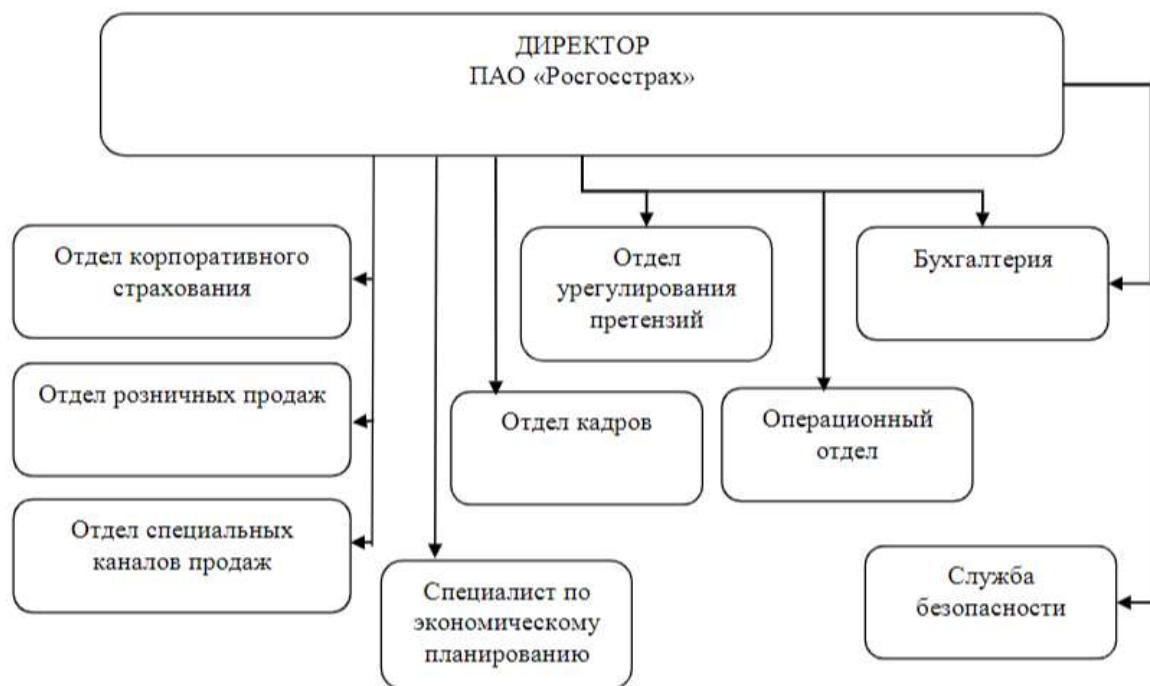 ДИРЕКТОР
ПАО «Росгосстрах»
Отдел корпоративного
страхования
Отдел
урегулирования
претензий
Бухгалтерия
Отдел розничных продаж
Отдел кадров
Операционный
отдел
Отдел специальных
каналов продаж
Специалист по
экономическому
планированию
Служба
безопасности